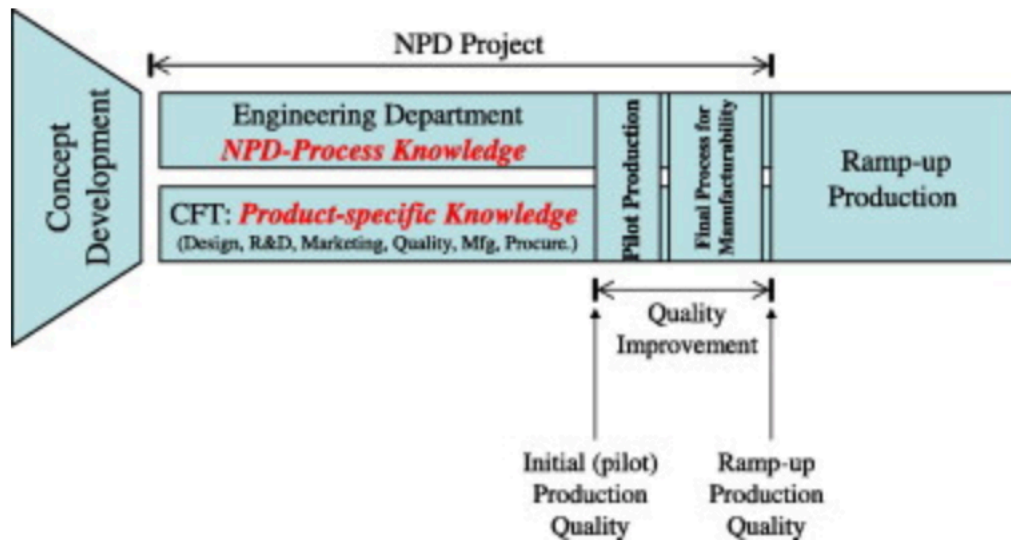 NPD Project
Concept
Development
Engineering Department
NPD-Process Knowledge
CFT: Product-specific Knowledge
(Design, R&D, Marketing, Quality, Mfg, Procure.)
Pilot Production
Final Process for
Manufacturability
Ramp-up
Production
Quality
Improvement
Initial (pilot)
Production
Quality
Ramp-up
Production
Quality